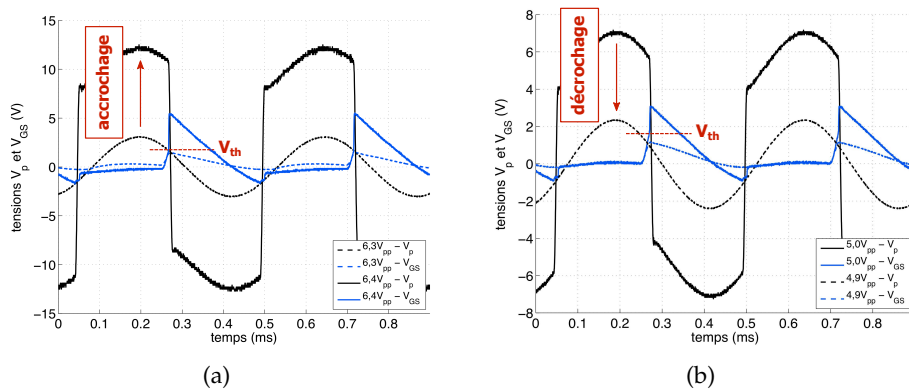 accrochage
V_th
tensions V_p et V_GS (V)
15
10
5
0
−5
−10
−15
0
0.1
0.2
0.3
0.4
0.5
0.6
0.7
0.8
temps (ms)
6,3V_pp − V_p
6,3V_pp − V_GS
6,4V_pp − V_p
6,4V_pp − V_GS
(a)
décrochage
V_th
tensions V_p et V_GS (V)
8
6
4
2
0
−2
−4
−6
−8
0
0.1
0.2
0.3
0.4
0.5
0.6
0.7
0.8
temps (ms)
5,0V_pp − V_p
5,0V_pp − V_GS
4,9V_pp − V_p
4,9V_pp − V_GS
(b)